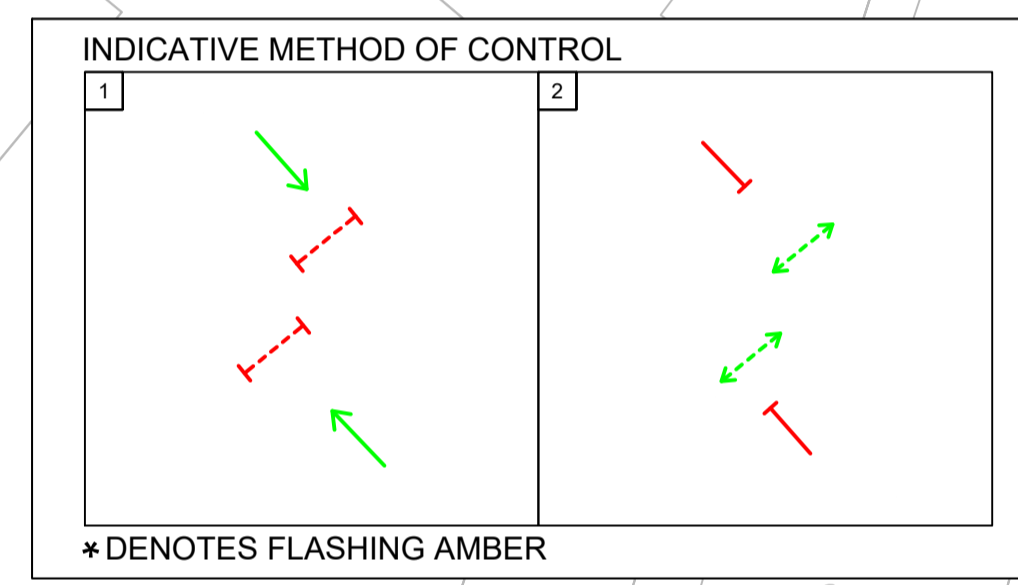 INDICATIVE METHOD OF CONTROL
1
2
* DENOTES FLASHING AMBER